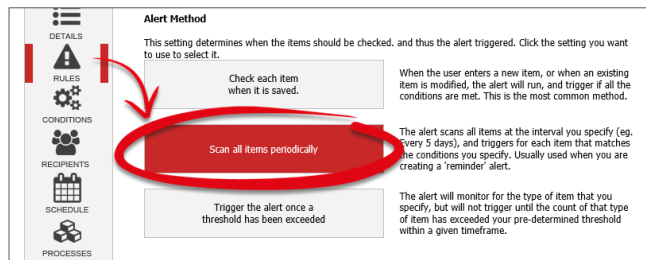 DETAILS
RULES
CONDITIONS
RECIPIENTS
SCHEDULE
PROCESSES
Alert Method
This setting determines when the items should be checked. and thus the alert triggered. Click the setting you want
to use to select it.
Check each item
when it is saved.
When the user enters a new item, or when an existing
item is modified, the alert will run, and trigger if all the
conditions are met. This is the most common method.
Scan all items periodically
The alert scans all items at the interval you specify (eg.
Every 5 days), and triggers for each item that matches
the conditions you specify. Usually used when you are
creating a 'reminder' alert.
Trigger the alert once a
threshold has been exceeded
The alert will monitor for the type of item that you
specify, but will not trigger until the count of that type
of item has exceeded your pre-determined threshold
within a given timeframe.